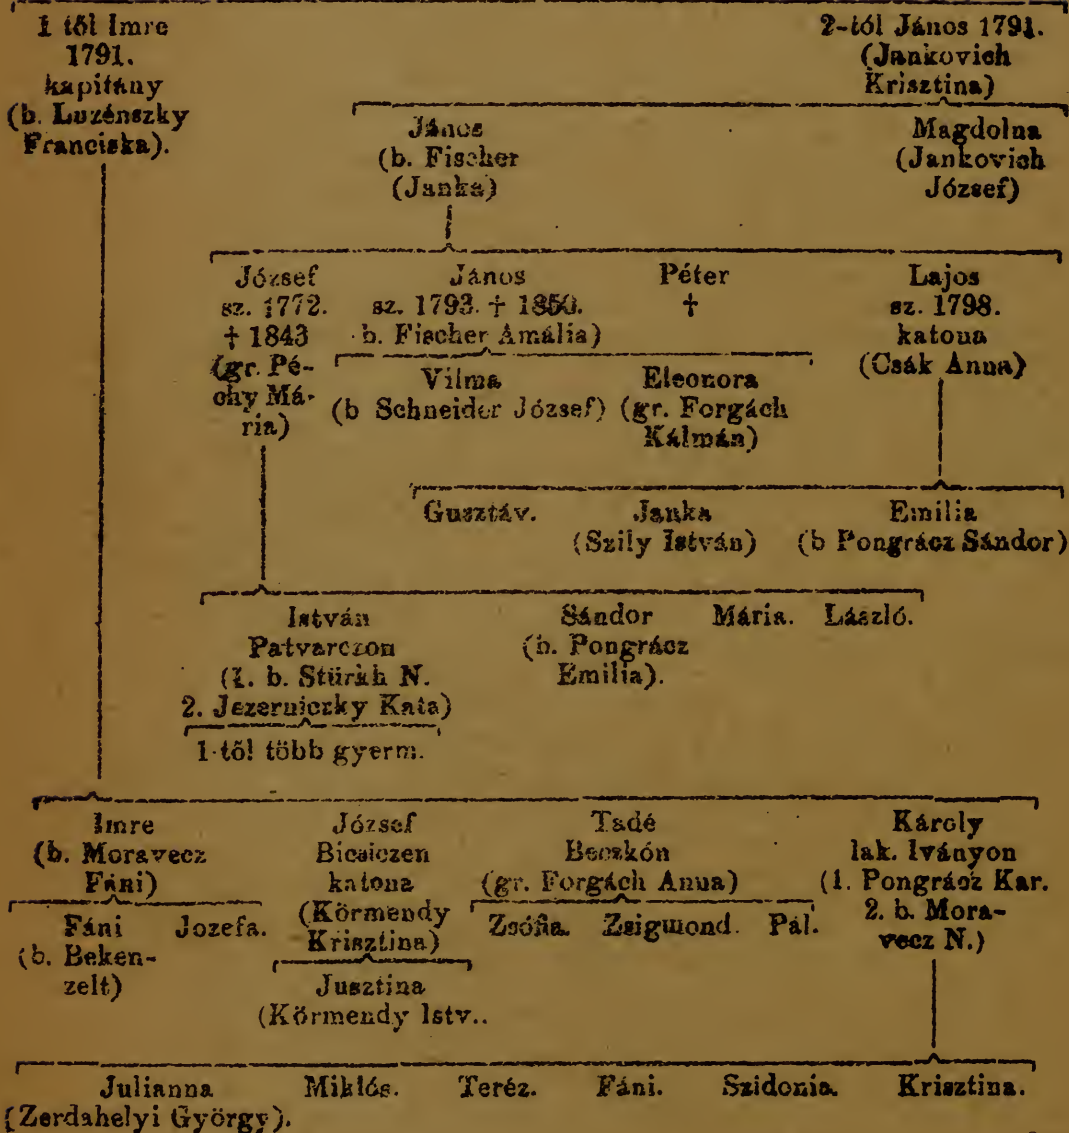 1 től Imre
1791.
kapitány
(b. Luzénszky
Franciska).
2-tól János 1791.
(Jankovich
Krisztina)
János
(b. Fischer
(Janka)
Magdolna
(Jankovich
József)
József
sz. 1772.
† 1843
(gr. Pé-
chy Má-
ria)
János
sz. 1793. † 1850.
b. Fischer Amália)
Péter
†
Lajos
sz. 1798.
katona
(Csák Anna)
Vilma
(b Schneider József)
Eleonora
(gr. Forgách
Kálmán)
Gusztáv.
Janka
(Szily István)
Emilia
(b Pongrácz Sándor)
István
Patvarczon
(1. b. Stürkh N.
2. Jezerniczky Kata)
1-től több gyerm.
Sándor
(b. Pongrácz
Emilia).
Mária. László.
Imre
(b. Moravecz
Fáni)
József
Bicsiczen
katona
(Körmendy
Krisztina)
Tadé
Beczkón
(gr. Forgách Anna)
Károly
lak. Iványon
(1. Pongrácz Kar.
2. b. Mora-
vecz N.)
Fáni
(b. Beken-
zelt)
Jozefa.
Jusztina
(Körmendy Istv..
Zsófia. Zsigmond. Pál.
Julianna
(Zerdahelyi György).
Miklós. Teréz. Fáni. Szidonia. Krisztina.